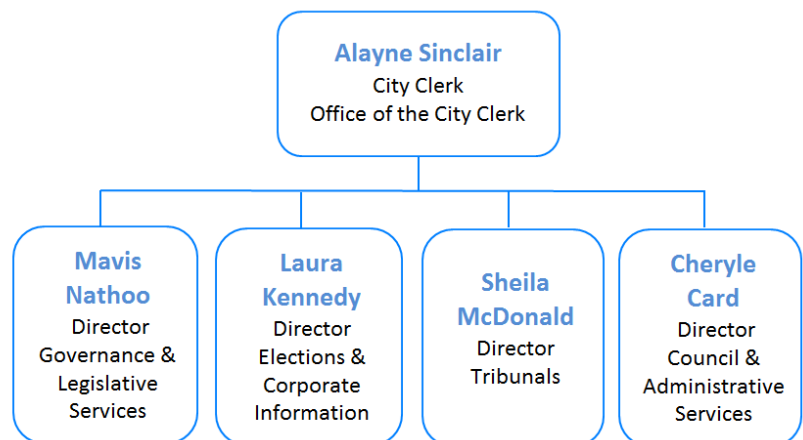 Alayne Sinclair
City Clerk
Office of the City Clerk
Mavis
Nathoo
Director
Governance &
Legislative
Services
Laura
Kennedy
Director
Elections &
Corporate
Information
Sheila
McDonald
Director
Tribunals
Cheryle
Card
Director
Council &
Administrative
Services